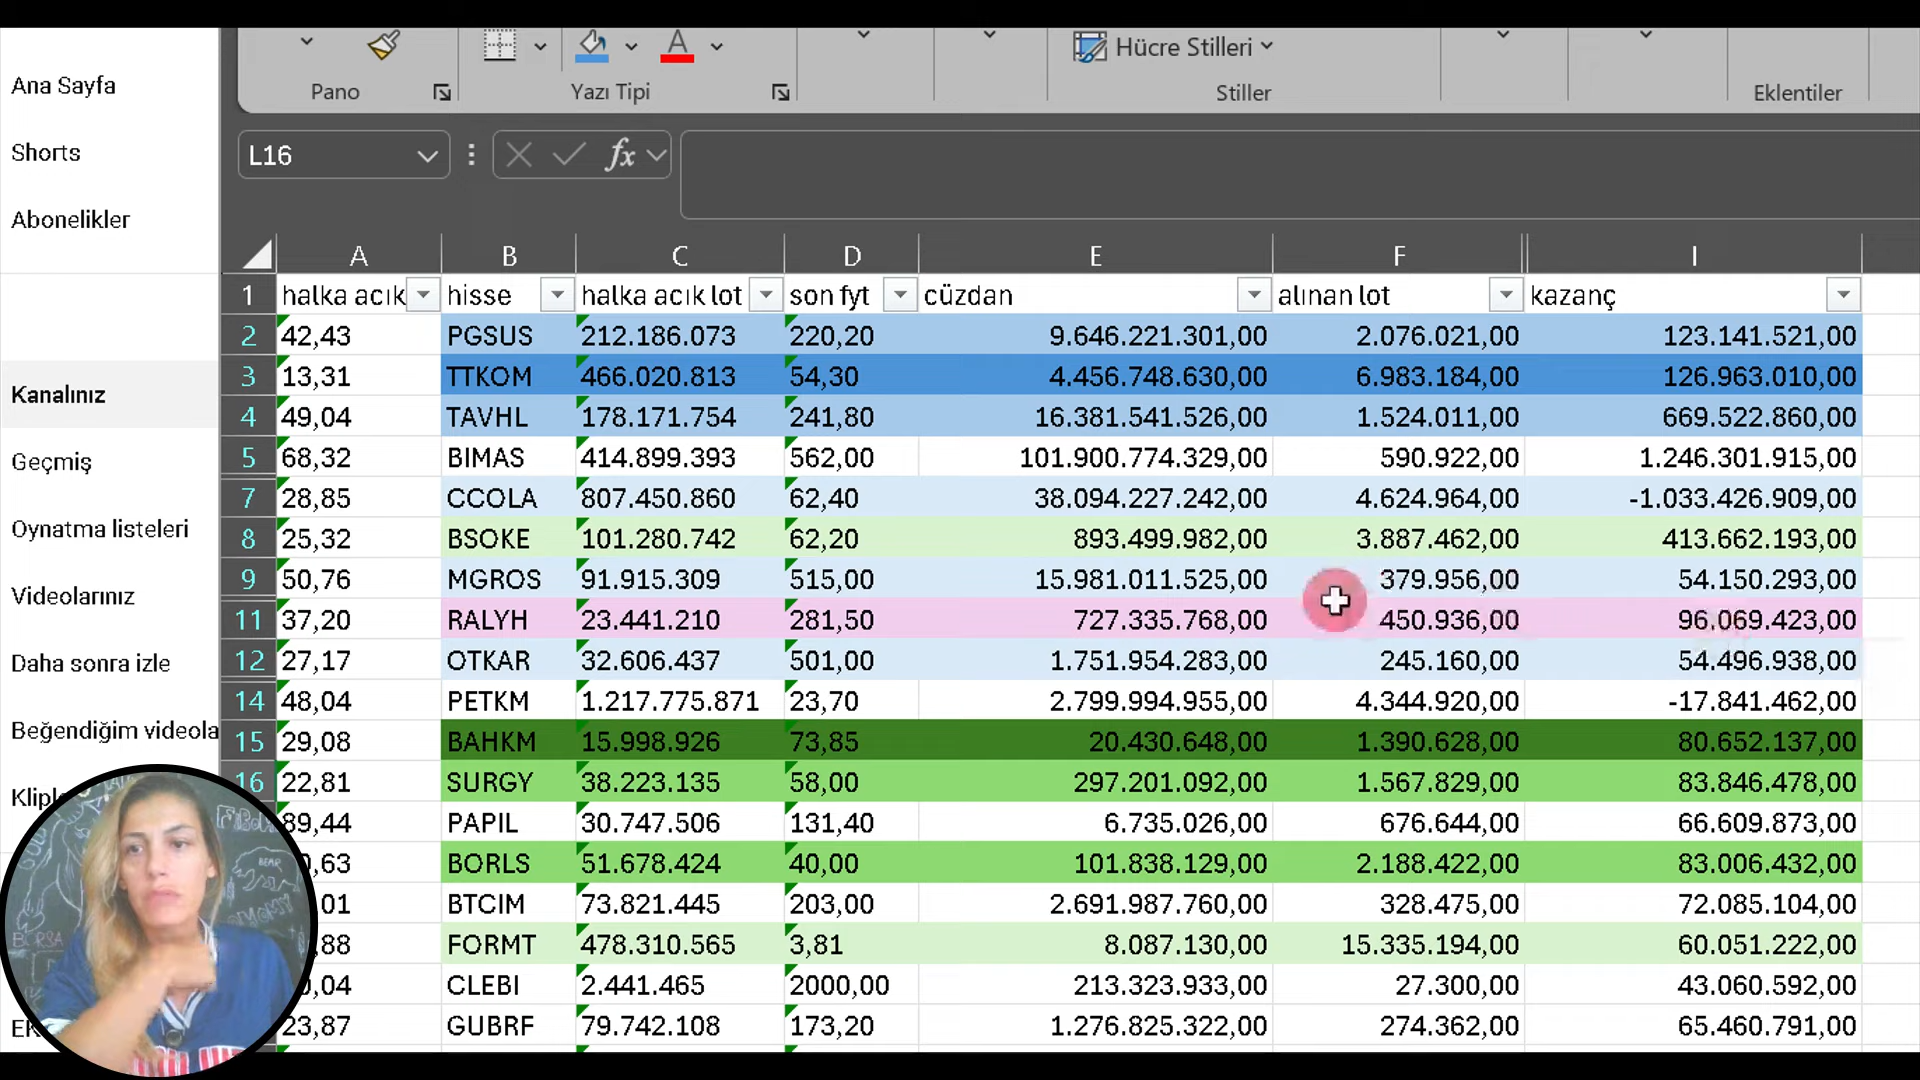 Ana Sayfa
Shorts
Abonelikler
Kanalınız
Geçmiş
Oynatma listeleri
Videolarınız
Daha sonra izle
Beğendiğim videola
Pano
Yazı Tipi
Hücre Stilleri
Stiller
Eklentiler
L16
fx
A B C D E F I
1 halka acık hisse halka acık lot son fyt cüzdan alınan lot kazanç
2 42,43 PGSUS 212.186.073 220,20 9.646.221.301,00 2.076.021,00 123.141.521,00
3 13,31 TTKOM 466.020.813 54,30 4.456.748.630,00 6.983.184,00 126.963.010,00
4 49,04 TAVHL 178.171.754 241,80 16.381.541.526,00 1.524.011,00 669.522.860,00
5 68,32 BIMAS 414.899.393 562,00 101.900.774.329,00 590.922,00 1.246.301.915,00
7 28,85 CCOLA 807.450.860 62,40 38.094.227.242,00 4.624.964,00 -1.033.426.909,00
8 25,32 BSOKE 101.280.742 62,20 893.499.982,00 3.887.462,00 413.662.193,00
9 50,76 MGROS 91.915.309 515,00 15.981.011.525,00 379.956,00 54.150.293,00
11 37,20 RALYH 23.441.210 281,50 727.335.768,00 450.936,00 96.069.423,00
12 27,17 OTKAR 32.606.437 501,00 1.751.954.283,00 245.160,00 54.496.938,00
14 48,04 PETKM 1.217.775.871 23,70 2.799.994.955,00 4.344.920,00 -17.841.462,00
15 29,08 BAHKM 15.998.926 73,85 20.430.648,00 1.390.628,00 80.652.137,00
16 22,81 SURGY 38.223.135 58,00 297.201.092,00 1.567.829,00 83.846.478,00
89,44 PAPIL 30.747.506 131,40 6.735.026,00 676.644,00 66.609.873,00
,63 BORLS 51.678.424 40,00 101.838.129,00 2.188.422,00 83.006.432,00
01 BTCIM 73.821.445 203,00 2.691.987.760,00 328.475,00 72.085.104,00
,88 FORMT 478.310.565 3,81 8.087.130,00 15.335.194,00 60.051.222,00
,04 CLEBI 2.441.465 2000,00 213.323.933,00 27.300,00 43.060.592,00
23,87 GUBRF 79.742.108 173,20 1.276.825.322,00 274.362,00 65.460.791,00
BEAR
BORSA